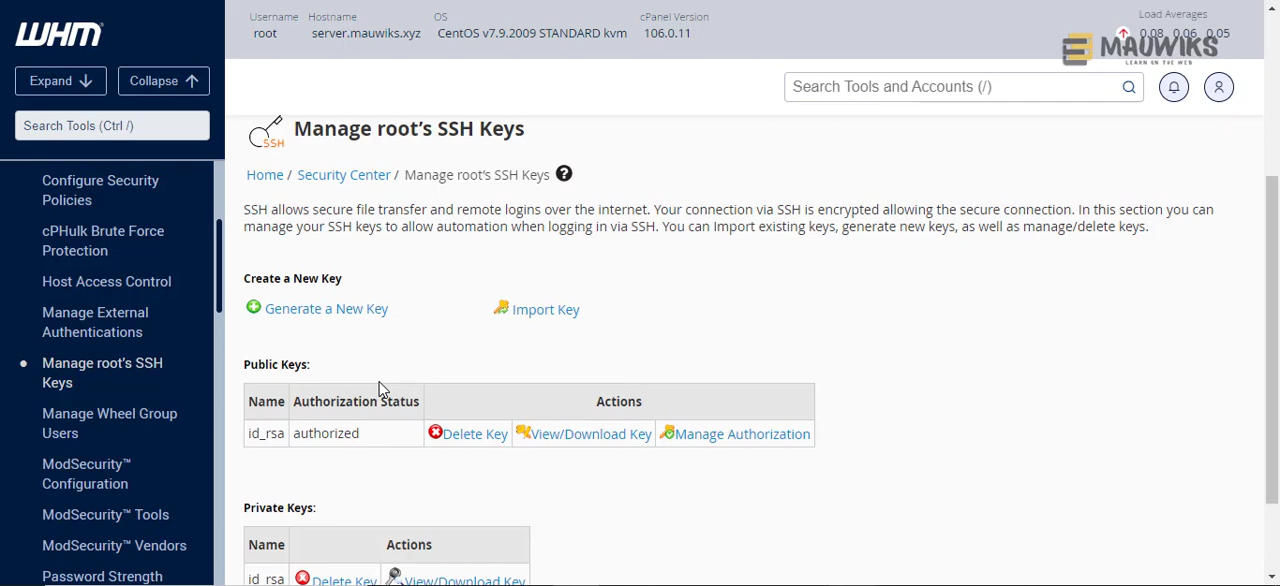 WHM
Username
root
Hostname
server.mauwiks.xyz
OS
CentOS v7.9.2009 STANDARD kvm
cPanel Version
106.0.11
Load Averages
0.08 0.06 0.05
MAUWIKS
LEARN ON THE WEB
Expand
Collapse
Search Tools (Ctrl /)
Search Tools and Accounts (/)
Configure Security
Policies
cPHulk Brute Force
Protection
Host Access Control
Manage External
Authentications
Manage root's SSH
Keys
Manage Wheel Group
Users
ModSecurity™
Configuration
ModSecurity™ Tools
ModSecurity™ Vendors
Password Strength
SSH
Manage root's SSH Keys
Home / Security Center / Manage root's SSH Keys ?
SSH allows secure file transfer and remote logins over the internet. Your connection via SSH is encrypted allowing the secure connection. In this section you can
manage your SSH keys to allow automation when logging in via SSH. You can Import existing keys, generate new keys, as well as manage/delete keys.
Create a New Key
Generate a New Key Import Key
Public Keys:
Name Authorization Status Actions
id_rsa authorized Delete Key View/Download Key Manage Authorization
Private Keys:
Name Actions
id_rsa Delete Key View/Download Key